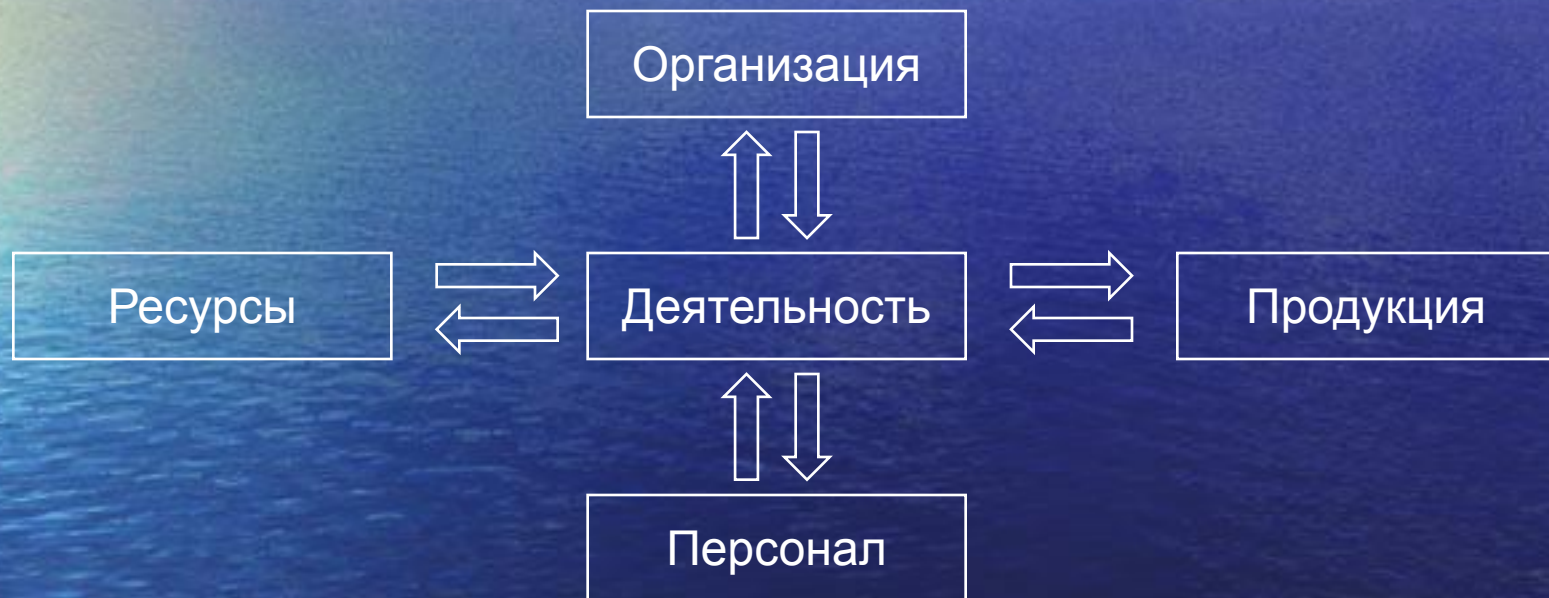 Организация
Ресурсы
Деятельность
Продукция
Персонал